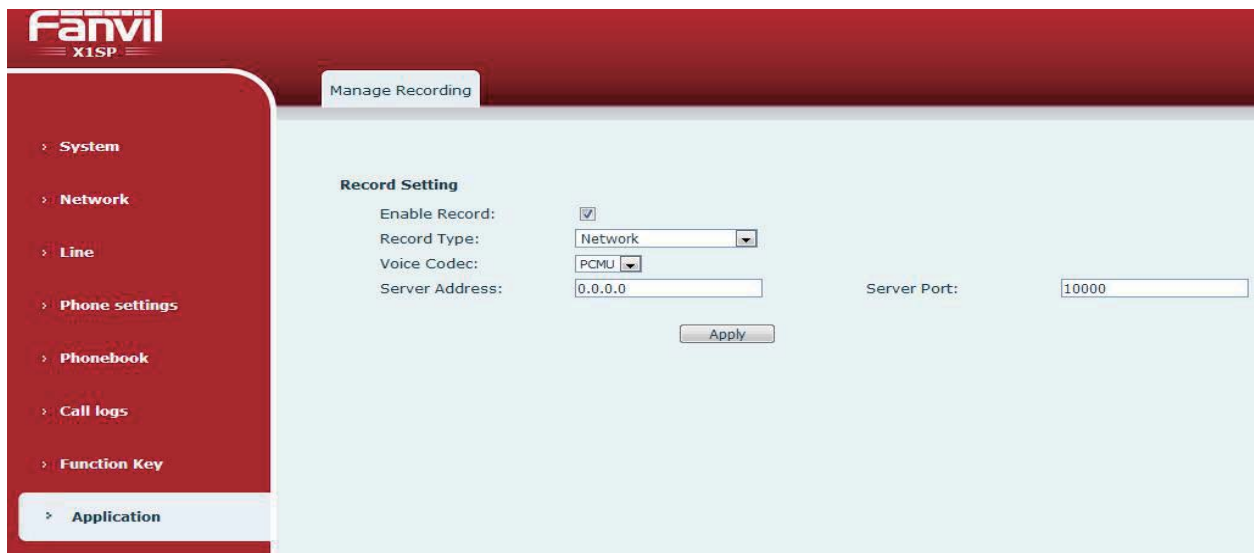 Fanvil
X1SP
Manage Recording
System
Network
Line
Phone settings
Phonebook
Call logs
Function Key
Application
Record Setting
Enable Record:
Record Type: Network
Voice Codec: PCMU
Server Address: 0.0.0.0 Server Port: 10000
Apply